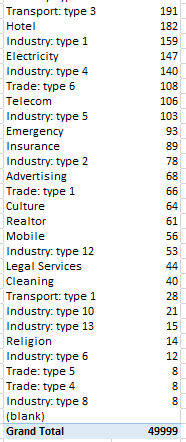 Transport: type 3 191
Hotel 182
Industry: type 1 159
Electricity 147
Industry: type 4 140
Trade: type 6 108
Telecom 106
Industry: type 5 103
Emergency 93
Insurance 89
Industry: type 2 78
Advertising 68
Trade: type 1 66
Culture 64
Realtor 61
Mobile 56
Industry: type 12 53
Legal Services 44
Cleaning 40
Transport: type 1 28
Industry: type 10 21
Industry: type 13 15
Religion 14
Industry: type 6 12
Trade: type 5 8
Trade: type 4 8
Industry: type 8 8
(blank)
Grand Total 49999